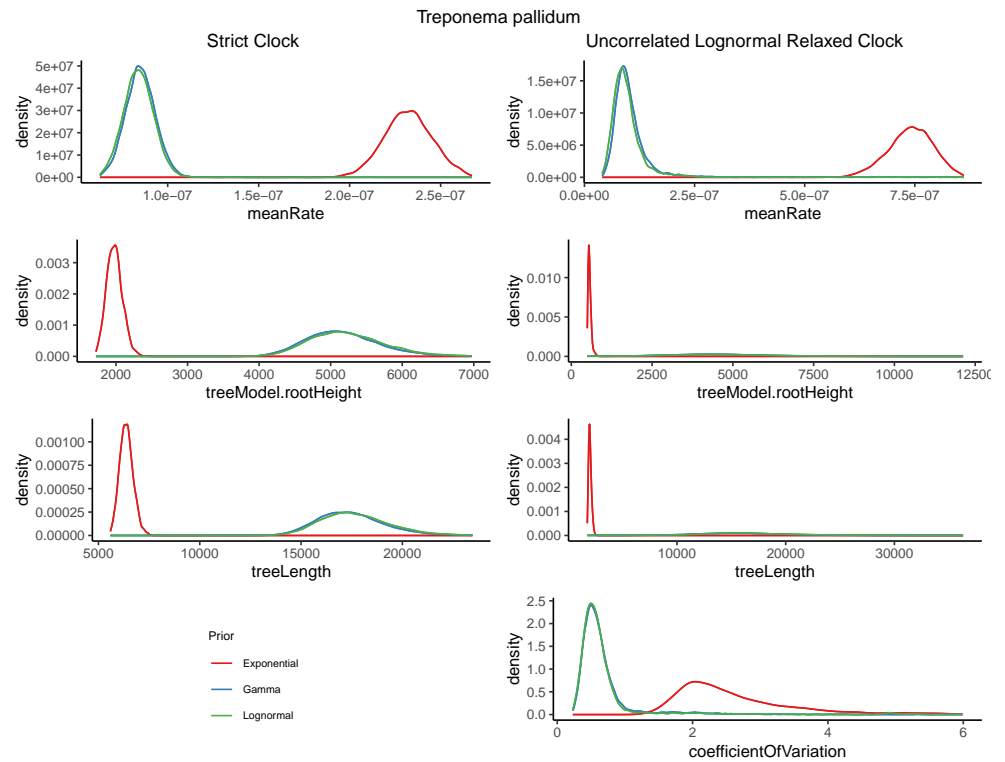 Treponema pallidum
Strict Clock
Uncorrelated Lognormal Relaxed Clock
5e+07
4e+07
3e+07
2e+07
1e+07
0e+00
density
1.0e−07
1.5e−07
2.0e−07
2.5e−07
meanRate
1.5e+07
1.0e+07
5.0e+06
0.0e+00
density
0.0e+00
2.5e−07
5.0e−07
7.5e−07
meanRate
0.003
0.002
0.001
0.000
density
2000
3000
4000
5000
6000
7000
treeModel.rootHeight
0.010
0.005
0.000
density
0
2500
5000
7500
10000
12500
treeModel.rootHeight
0.00100
0.00075
0.00050
0.00025
0.00000
density
5000
10000
15000
20000
treeLength
0.004
0.003
0.002
0.001
0.000
density
10000
20000
30000
treeLength
Prior
Exponential
Gamma
Lognormal
2.5
2.0
1.5
1.0
0.5
0.0
density
0
2
4
6
coefficientOfVariation